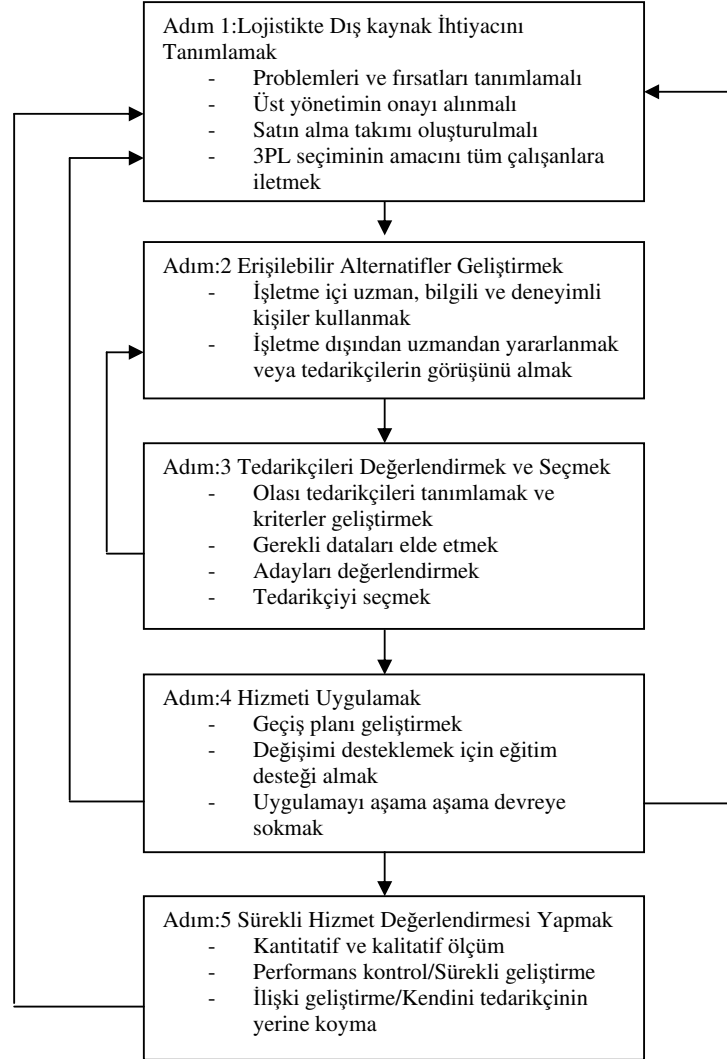 Adım 1:Lojistikte Dış kaynak İhtiyacını
Tanımlamak
- Problemleri ve fırsatları tanımlamalı
- Üst yönetimin onayı alınmalı
- Satın alma takımı oluşturulmalı
- 3PL seçiminin amacını tüm çalışanlara
iletmek
Adım:2 Erişilebilir Alternatifler Geliştirmek
- İşletme içi uzman, bilgili ve deneyimli
kişiler kullanmak
- İşletme dışından uzmandan yararlanmak
veya tedarikçilerin görüşünü almak
Adım:3 Tedarikçileri Değerlendirmek ve Seçmek
- Olası tedarikçileri tanımlamak ve
kriterler geliştirmek
- Gerekli dataları elde etmek
- Adayları değerlendirmek
- Tedarikçiyi seçmek
Adım:4 Hizmeti Uygulamak
- Geçiş planı geliştirmek
- Değişimi desteklemek için eğitim
desteği almak
- Uygulamayı aşama aşama devreye
sokmak
Adım:5 Sürekli Hizmet Değerlendirmesi Yapmak
- Kantitatif ve kalitatif ölçüm
- Performans kontrol/Sürekli geliştirme
- İlişki geliştirme/Kendini tedarikçinin
yerine koyma